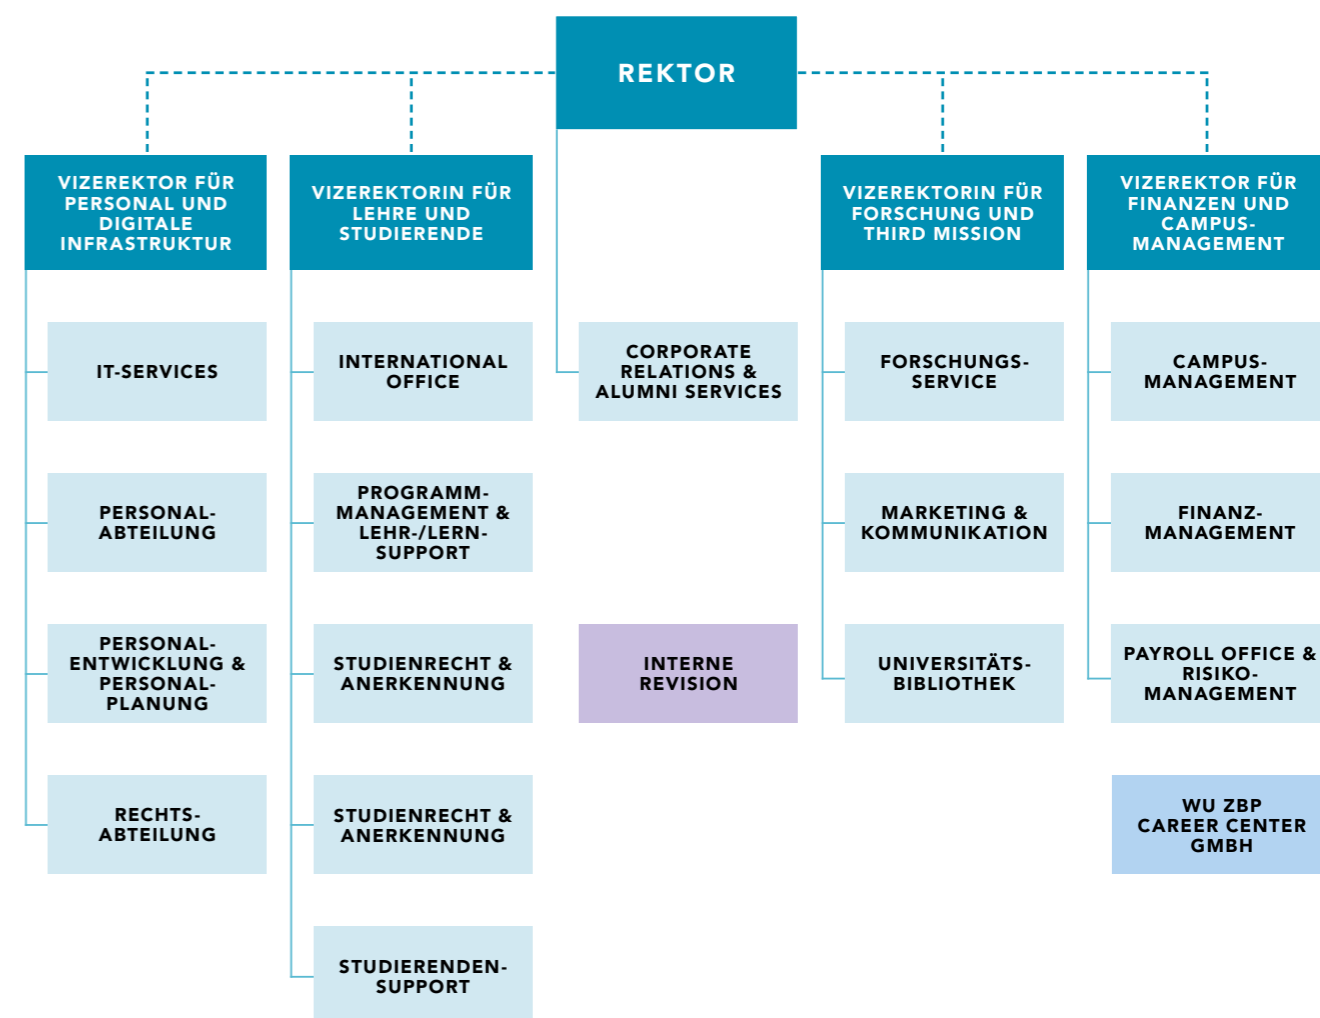 REKTOR
VIZEREKTOR FÜR
PERSONAL UND
DIGITALE
INFRASTRUKTUR
IT-SERVICES
PERSONAL-
ABTEILUNG
PERSONAL-
ENTWICKLUNG &
PERSONAL-
PLANUNG
RECHTS-
ABTEILUNG
VIZEREKTORIN FÜR
LEHRE UND
STUDIERENDE
INTERNATIONAL
OFFICE
PROGRAMM-
MANAGEMENT &
LEHR-/LERN-
SUPPORT
STUDIENRECHT &
ANERKENNUNG
STUDIENRECHT &
ANERKENNUNG
STUDIERENDEN-
SUPPORT
CORPORATE
RELATIONS &
ALUMNI SERVICES
INTERNE
REVISION
VIZEREKTORIN FÜR
FORSCHUNG UND
THIRD MISSION
FORSCHUNGS-
SERVICE
MARKETING &
KOMMUNIKATION
UNIVERSITÄTS-
BIBLIOTHEK
VIZEREKTOR FÜR
FINANZEN UND
CAMPUS-
MANAGEMENT
CAMPUS-
MANAGEMENT
FINANZ-
MANAGEMENT
PAYROLL OFFICE &
RISIKO-
MANAGEMENT
WU ZBP
CAREER CENTER
GMBH